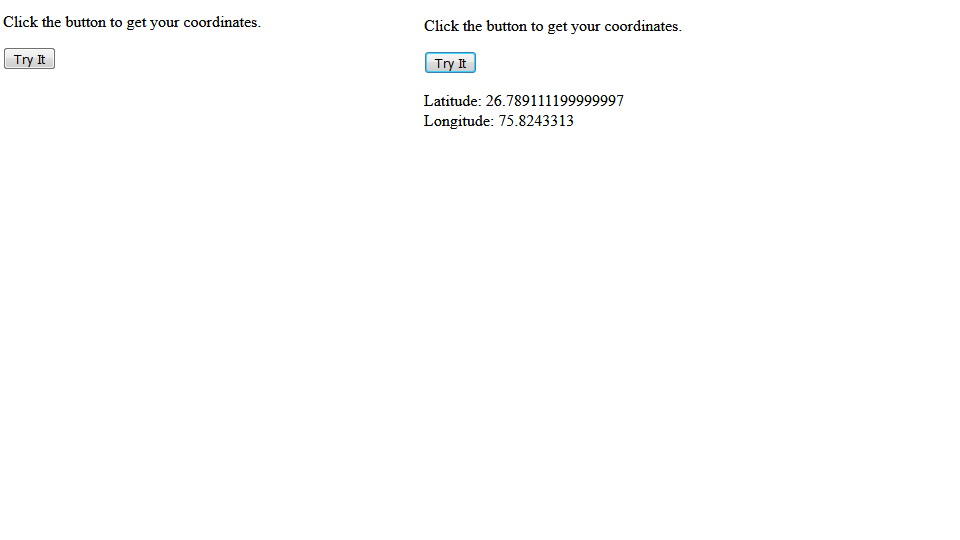 Click the button to get your coordinates.
Try It
Click the button to get your coordinates.
Try It
Latitude: 26.789111199999997
Longitude: 75.8243313